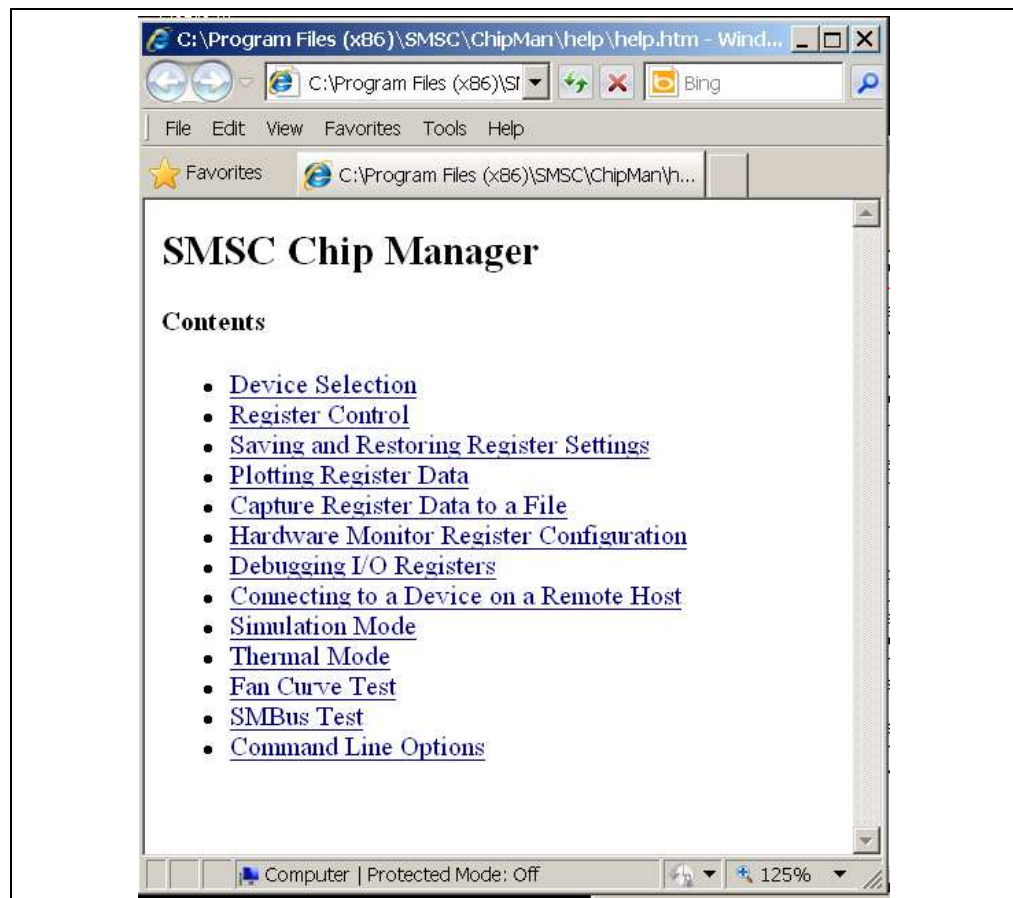 C:\Program Files (x86)\SMSC\ChipMan\help\help.htm - Wind...
C:\Program Files (x86)\SI
Bing
File Edit View Favorites Tools Help
Favorites
C:\Program Files (x86)\SMSC\ChipMan\h...
SMSC Chip Manager
Contents
Device Selection
Register Control
Saving and Restoring Register Settings
Plotting Register Data
Capture Register Data to a File
Hardware Monitor Register Configuration
Debugging I/O Registers
Connecting to a Device on a Remote Host
Simulation Mode
Thermal Mode
Fan Curve Test
SMBus Test
Command Line Options
Computer | Protected Mode: Off
125%